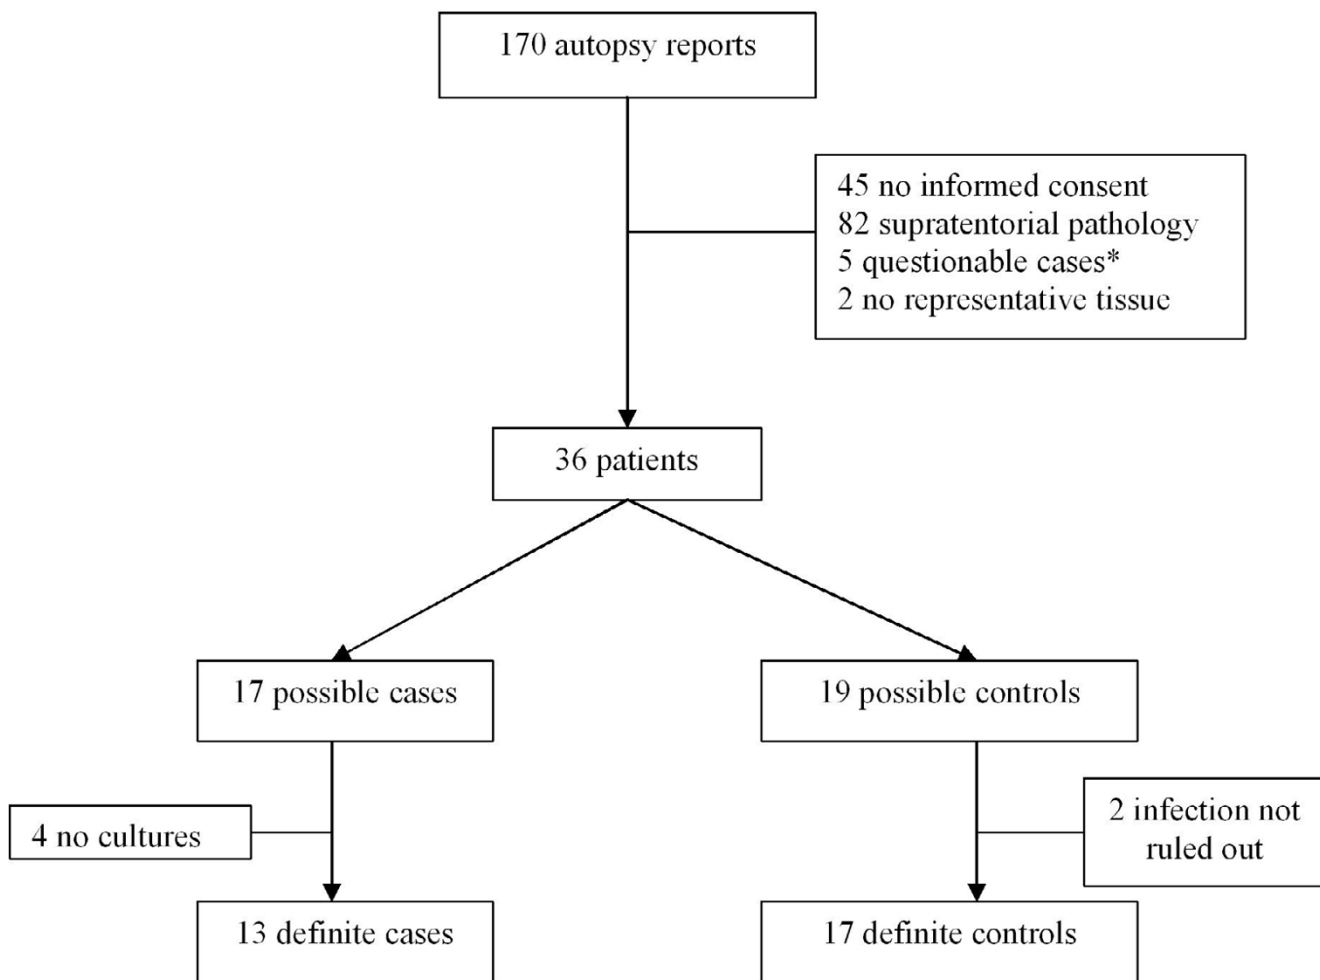 170 autopsy reports
45 no informed consent
82 supratentorial pathology
5 questionable cases*
2 no representative tissue
36 patients
17 possible cases
19 possible controls
4 no cultures
2 infection not
ruled out
13 definite cases
17 definite controls